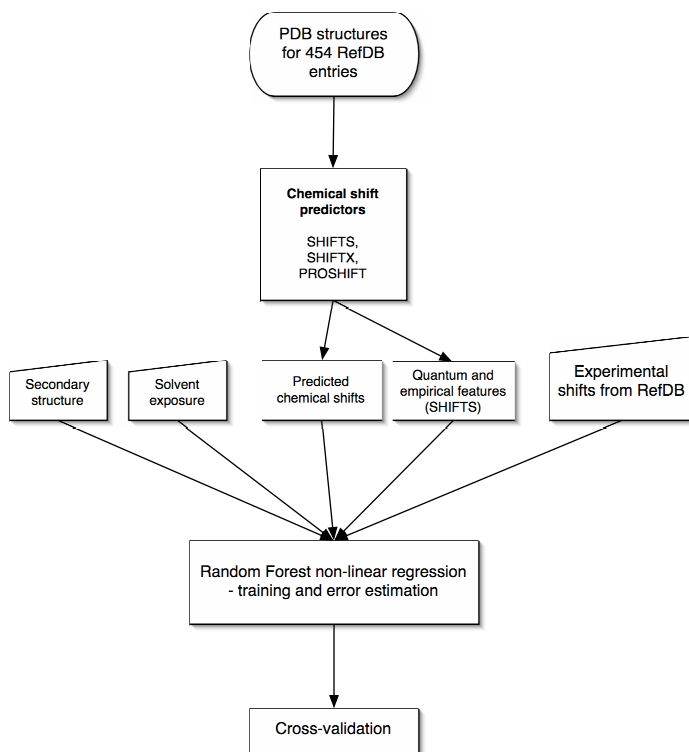 PDB structures
for 454 RefDB
entries
Chemical shift
predictors
SHIFTS,
SHIFTX,
PROSHIFT
Secondary
structure
Solvent
exposure
Predicted
chemical shifts
Quantum and
empirical features
(SHIFTS)
Experimental
shifts from RefDB
Random Forest non-linear regression
- training and error estimation
Cross-validation